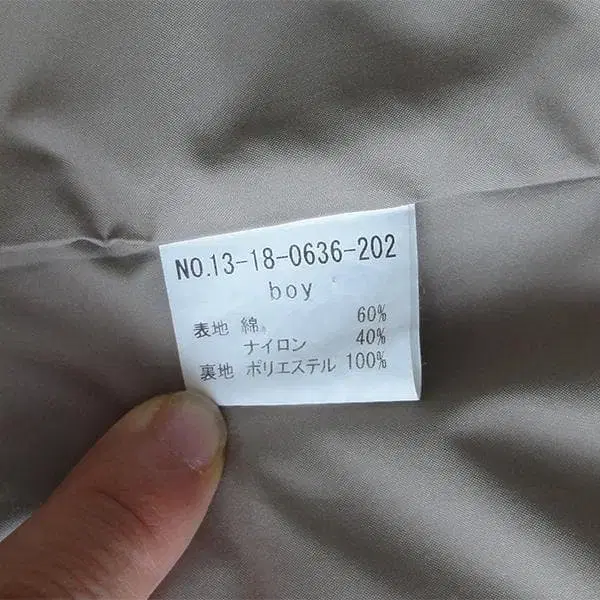 NO.13-18-0636-202
boy
表地 綿 60%
ナイロン 40%
裏地 ポリエステル 100%